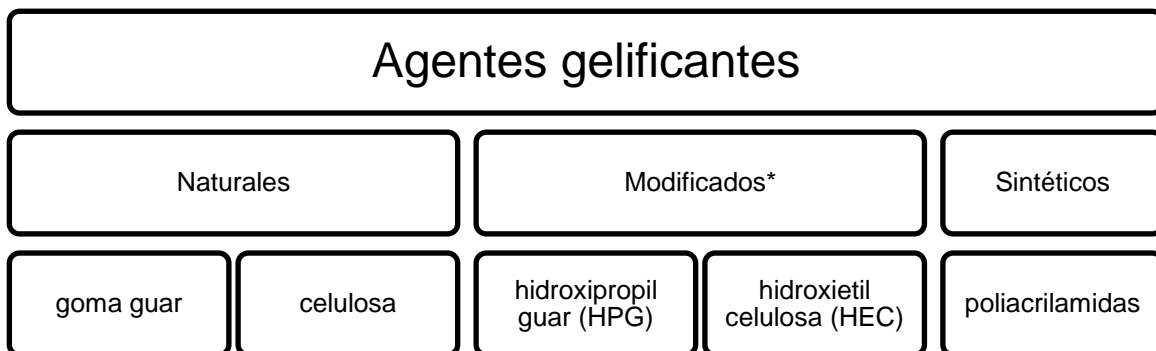 Agentes gelificantes
Naturales
Modificados*
Sintéticos
goma guar
celulosa
hidroxipropil
guar (HPG)
hidroxietil
celulosa (HEC)
poliacrilamidas